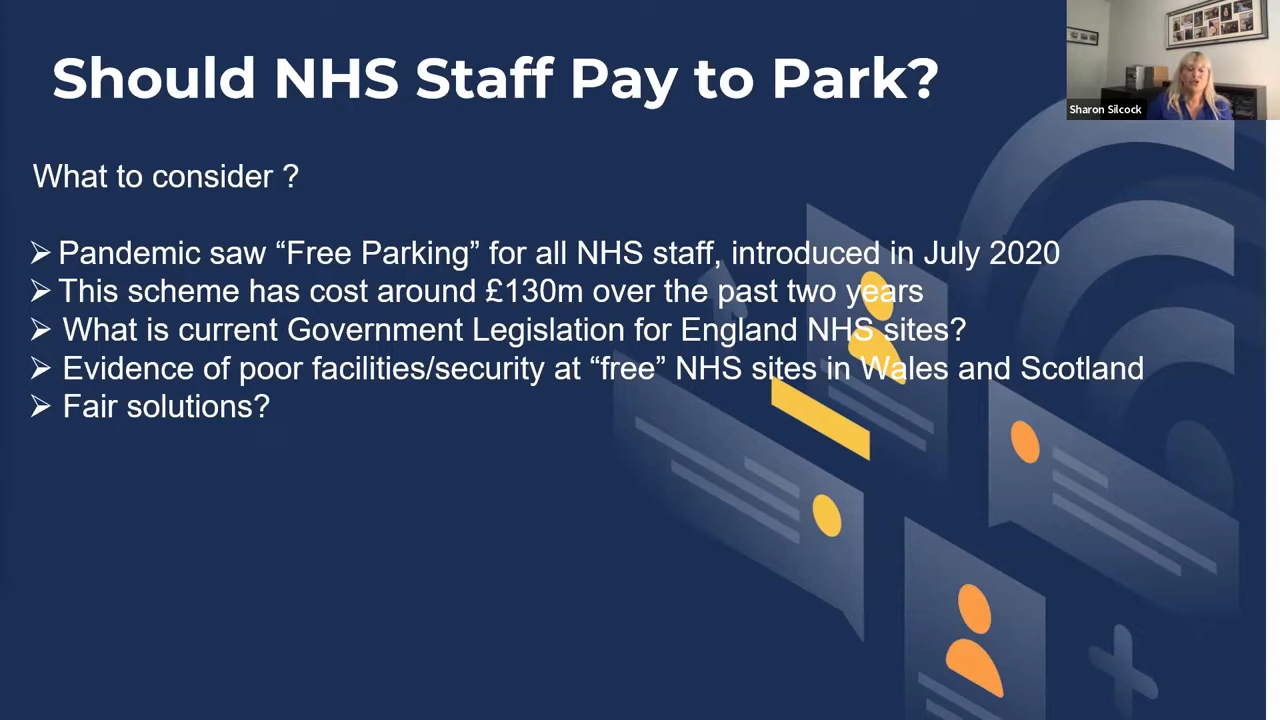 Should NHS Staff Pay to Park?
Sharon Silcock
What to consider ?
➢ Pandemic saw “Free Parking” for all NHS staff, introduced in July 2020
➢ This scheme has cost around £130m over the past two years
➢ What is current Government Legislation for England NHS sites?
➢ Evidence of poor facilities/security at “free” NHS sites in Wales and Scotland
➢ Fair solutions?